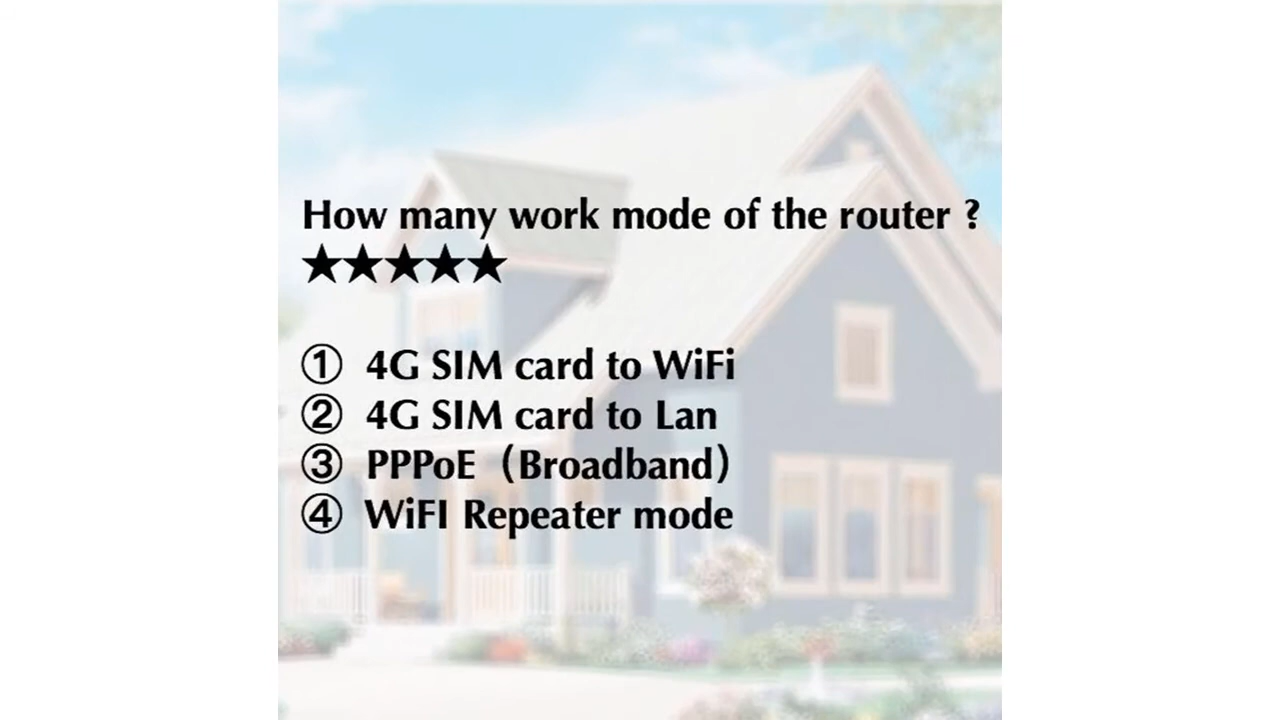 How many work mode of the router ?
★★★★★
① 4G SIM card to WiFi
② 4G SIM card to Lan
③ PPPoE（Broadband）
④ WiFI Repeater mode